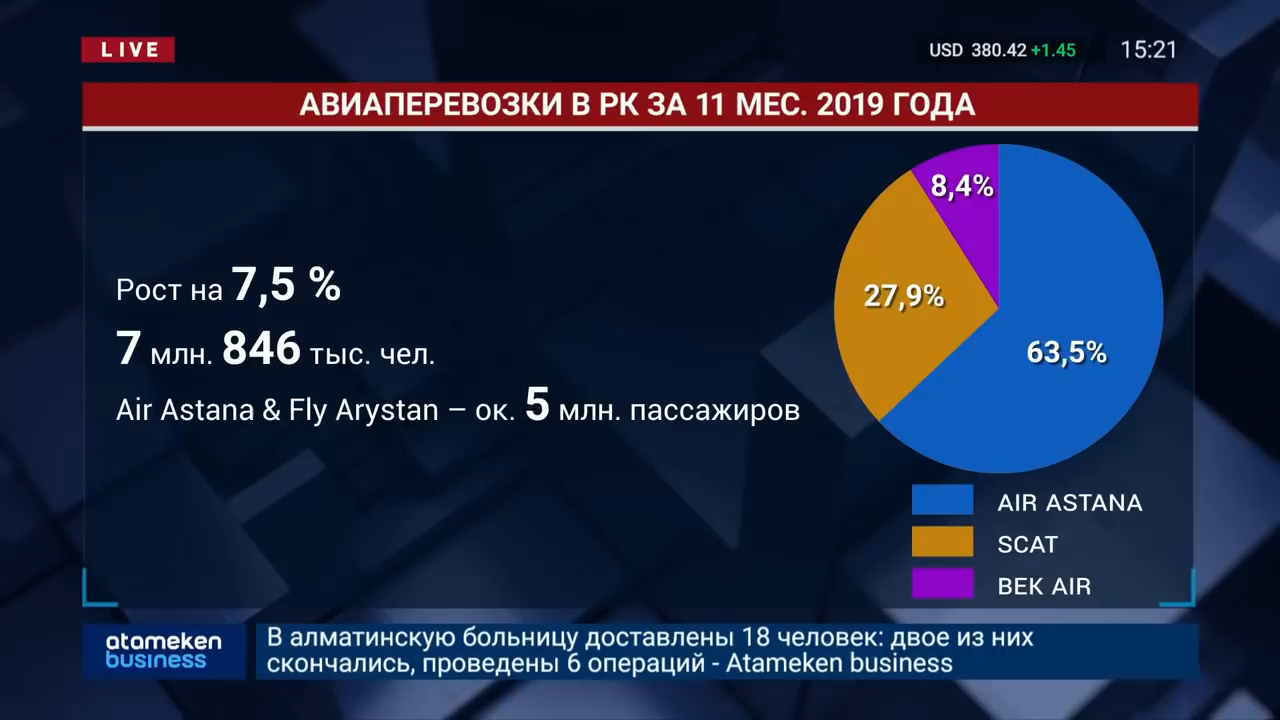 LIVE
USD 380.42 +1.45
15:21
АВИАПЕРЕВОЗКИ В РК ЗА 11 МЕС. 2019 ГОДА
Рост на 7,5 %
7 млн. 846 тыс. чел.
Air Astana & Fly Arystan – ок. 5 млн. пассажиров
8,4%
27,9%
63,5%
AIR ASTANA
SCAT
BEK AIR
atameken
business
В алматинскую больницу доставлены 18 человек: двое из них
скончались, проведены 6 операций - Atameken business